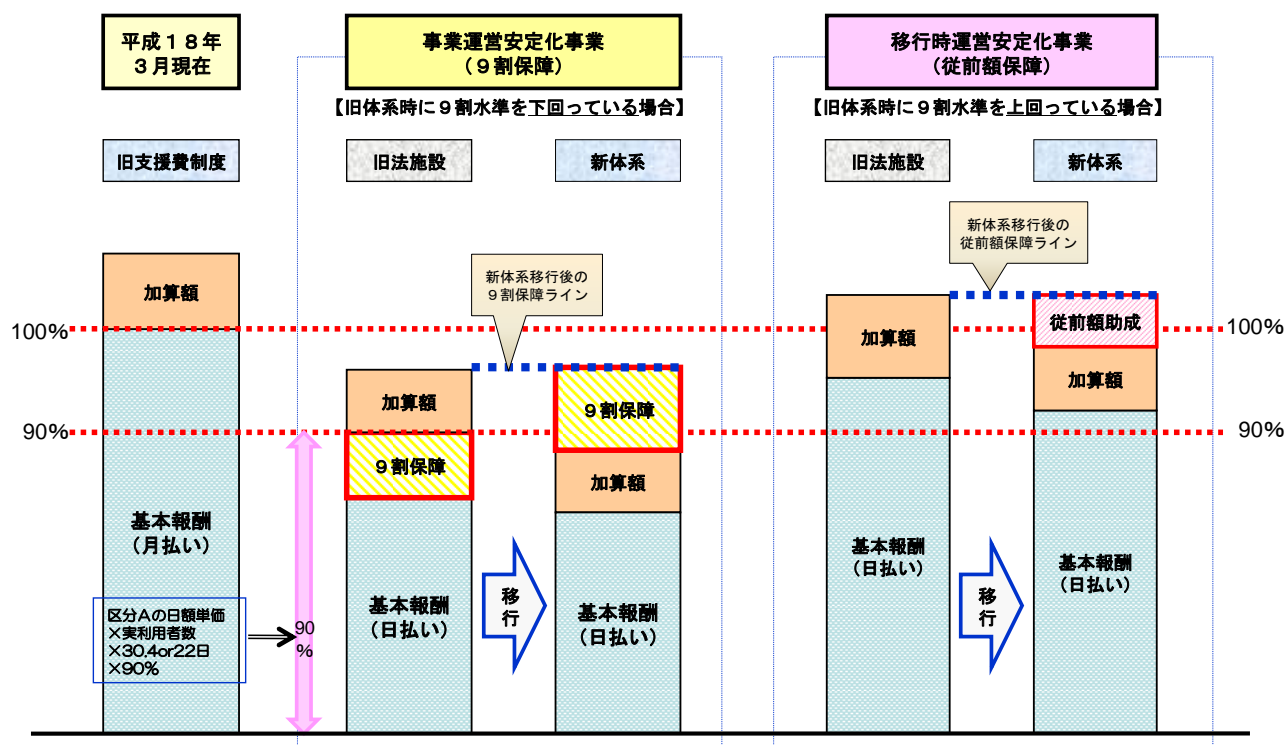 平成１８年
３月現在
事業運営安定化事業
（９割保障）
移行時運営安定化事業
（従前額保障）
【旧体系時に９割水準を下回っている場合】
【旧体系時に９割水準を上回っている場合】
旧支援費制度
旧法施設
新体系
旧法施設
新体系
新体系移行後の
従前額保障ライン
新体系移行後の
９割保障ライン
加算額
100%
90%
基本報酬
（月払い）
区分Ａの日額単価
×実利用者数
×30.4or22日
×90%
90
%
加算額
９割保障
基本報酬
（日払い）
移
行
９割保障
加算額
基本報酬
（日払い）
加算額
基本報酬
（日払い）
移
行
従前額助成
加算額
基本報酬
（日払い）
100%
90%